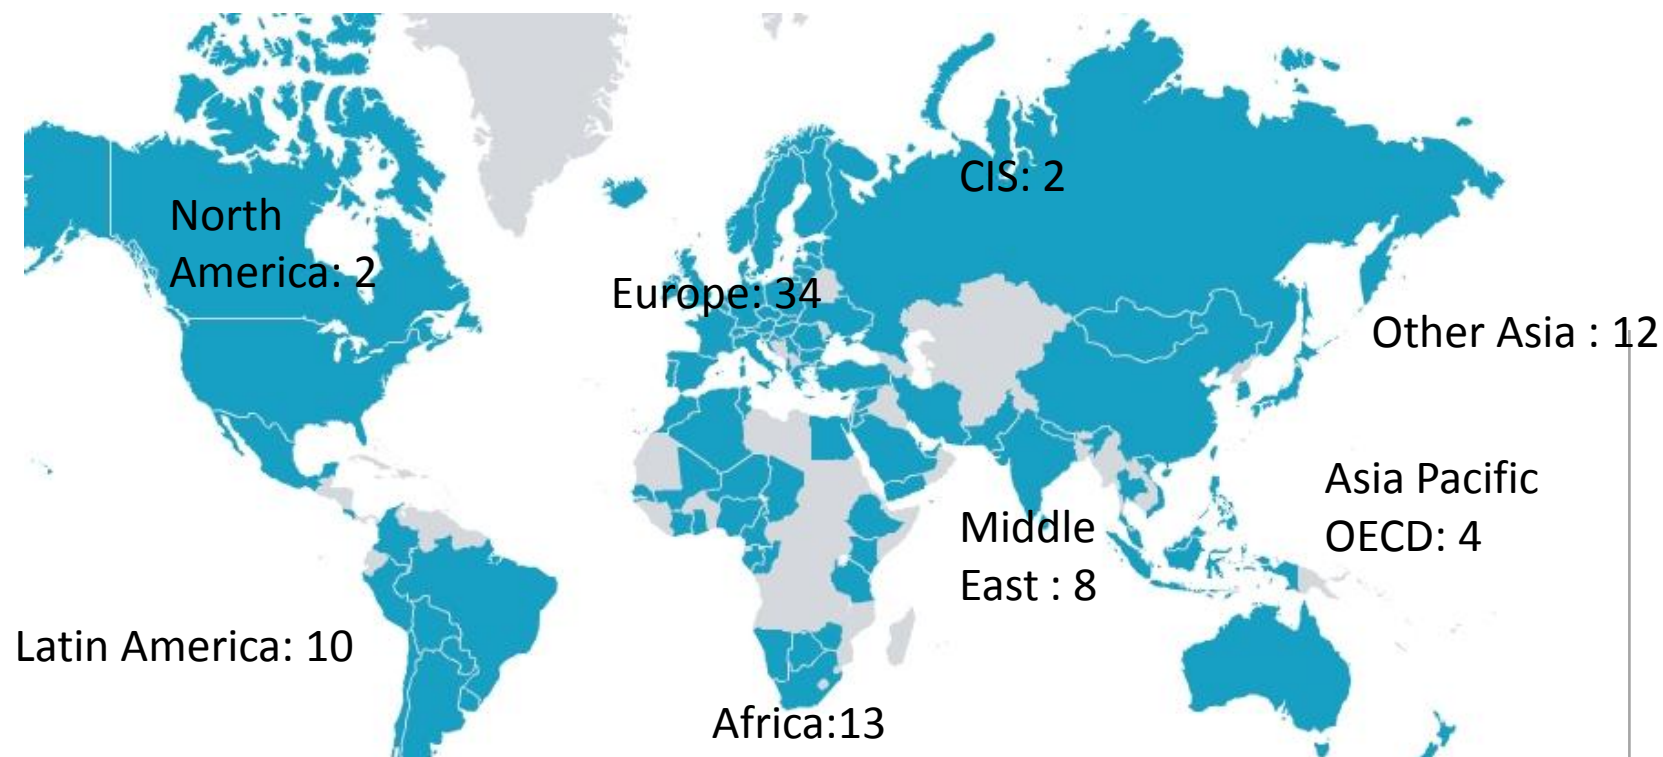 North
America: 2
CIS: 2
Europe: 34
Other Asia : 12
Asia Pacific
OECD: 4
Middle
East : 8
Latin America: 10
Africa:13